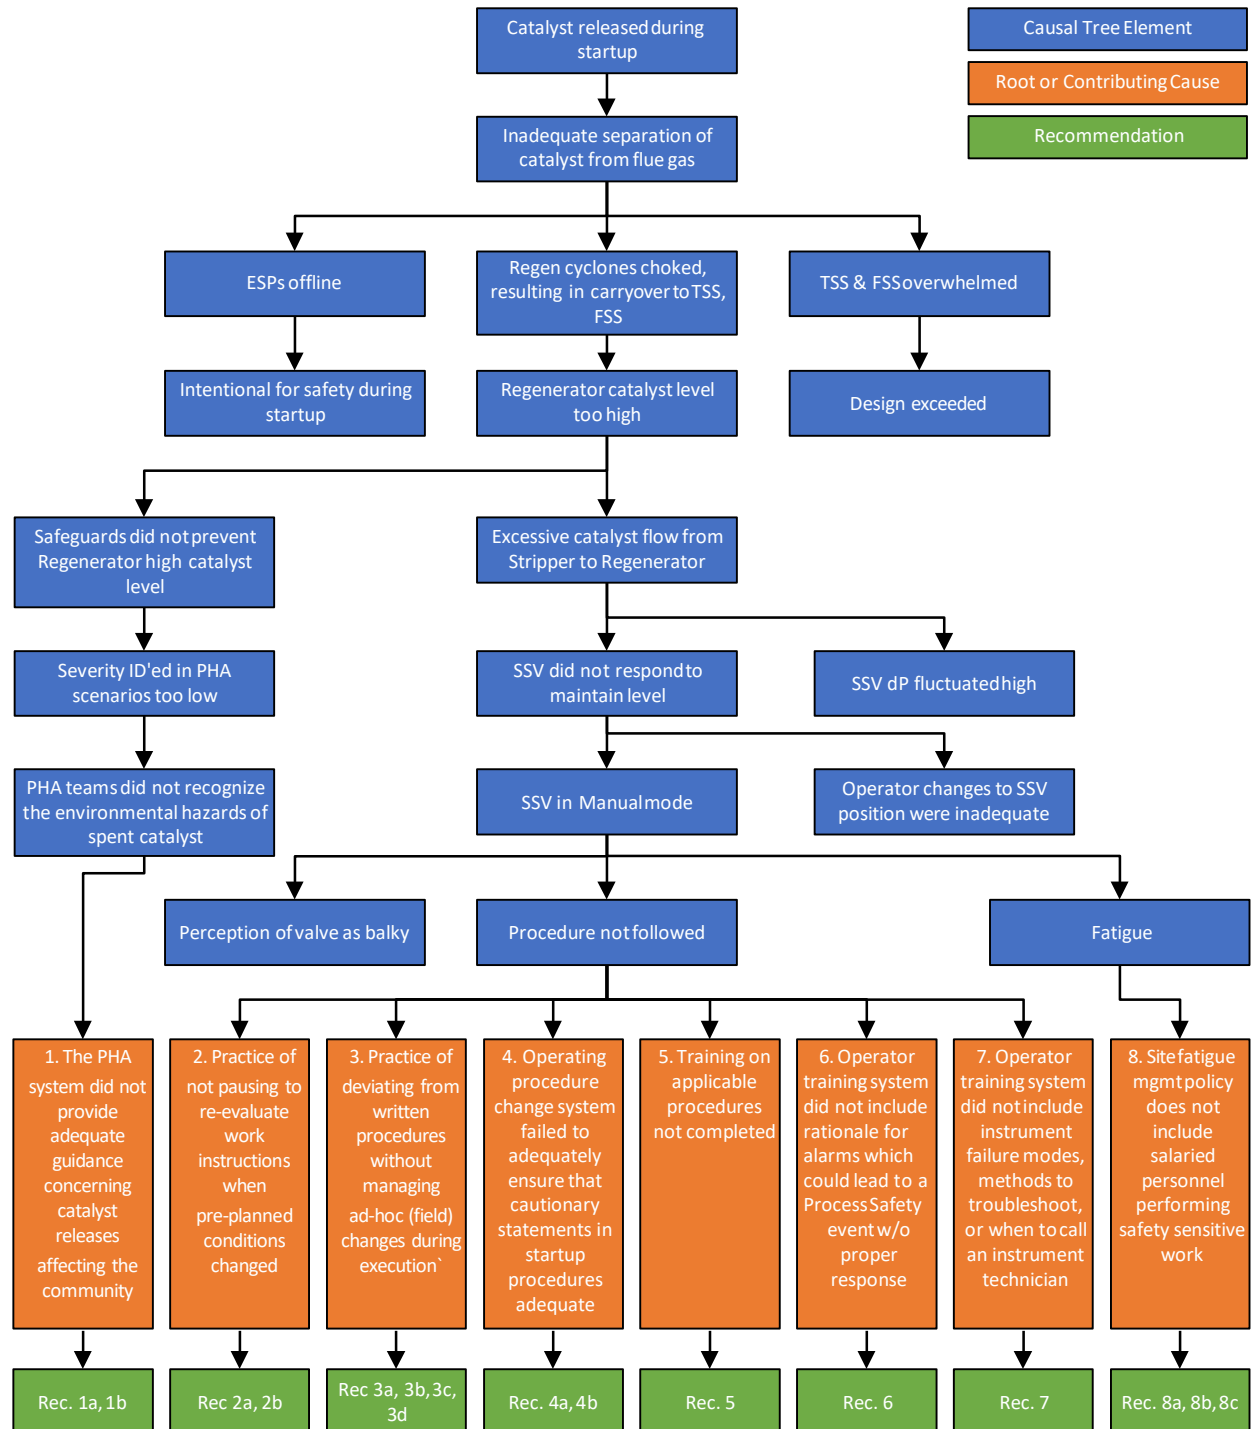 Catalyst released during
startup
Causal Tree Element
Root or Contributing Cause
Recommendation
Inadequate separation of
catalyst from flue gas
ESPs offline
Regen cyclones choked,
resulting in carryover to TSS,
FSS
TSS & FSS overwhelmed
Intentional for safety during
startup
Regenerator catalyst level
too high
Design exceeded
Safeguards did not prevent
Regenerator high catalyst
level
Excessive catalyst flow from
Stripper to Regenerator
Severity ID'ed in PHA
scenarios too low
SSV did not respond to
maintain level
SSV dP fluctuated high
PHA teams did not recognize
the environmental hazards of
spent catalyst
SSV in Manual mode
Operator changes to SSV
position were inadequate
Perception of valve as balky
Procedure not followed
Fatigue
1. The PHA
system did not
provide
adequate
guidance
concerning
catalyst
releases
affecting the
community
2. Practice of
not pausing to
re-evaluate
work
instructions
when
pre-planned
conditions
changed
3. Practice of
deviating from
written
procedures
without
managing
ad-hoc (field)
changes during
execution`
4. Operating
procedure
change system
failed to
adequately
ensure that
cautionary
statements in
startup
procedures
adequate
5. Training on
applicable
procedures
not completed
6. Operator
training system
did not include
rationale for
alarms which
could lead to a
Process Safety
event w/o
proper
response
7. Operator
training system
did not include
instrument
failure modes,
methods to
troubleshoot,
or when to call
an instrument
technician
8. Site fatigue
mgmt policy
does not
include
salaried
personnel
performing
safety sensitive
work
Rec. 1a, 1b
Rec 2a, 2b
Rec 3a, 3b, 3c,
3d
Rec. 4a, 4b
Rec. 5
Rec. 6
Rec. 7
Rec. 8a, 8b, 8c